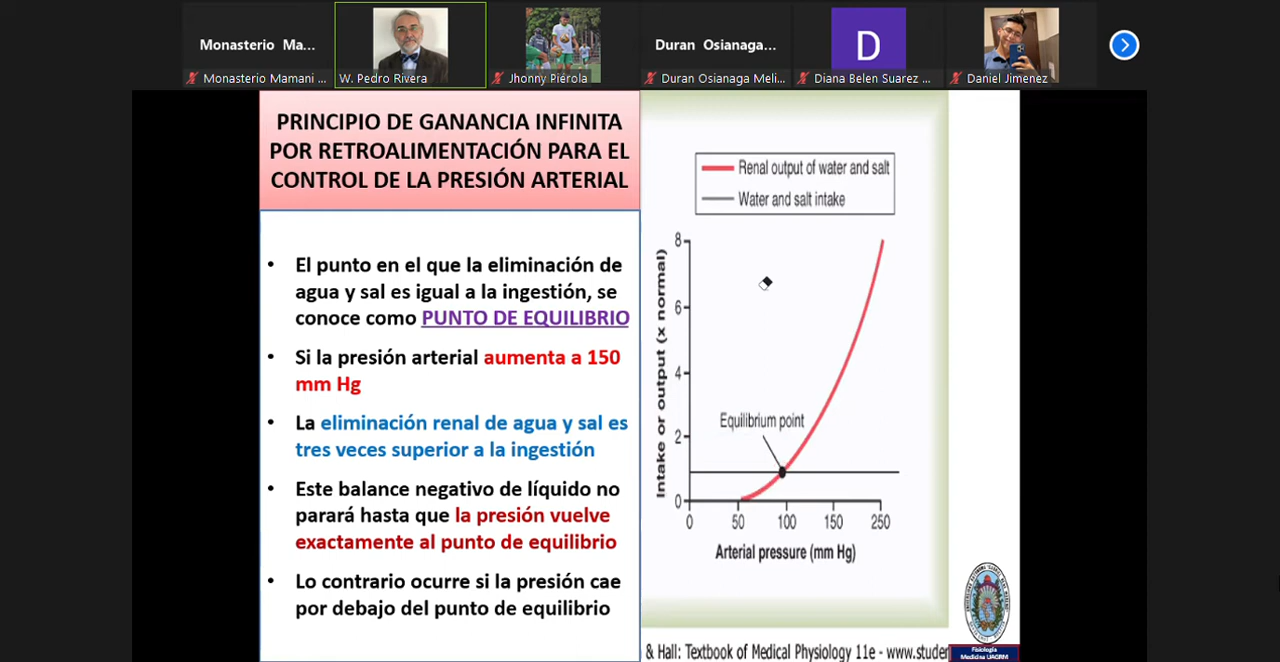 Monasterio Ma...
Duran Osianaga...
D
Monasterio Mamani ...
W. Pedro Rivera
Jhonny Piérola
Duran Osianaga Meli...
Diana Belen Suarez ...
Daniel Jimenez
PRINCIPIO DE GANANCIA INFINITA
POR RETROALIMENTACIÓN PARA EL
CONTROL DE LA PRESIÓN ARTERIAL
• El punto en el que la eliminación de
agua y sal es igual a la ingestión, se
conoce como PUNTO DE EQUILIBRIO
• Si la presión arterial aumenta a 150
mm Hg
• La eliminación renal de agua y sal es
tres veces superior a la ingestión
• Este balance negativo de líquido no
parará hasta que la presión vuelve
exactamente al punto de equilibrio
• Lo contrario ocurre si la presión cae
por debajo del punto de equilibrio
Renal output of water and salt
Water and salt intake
Intake or output (x normal)
8
6
4
2
0
Equilibrium point
0 50 100 150 250
Arterial pressure (mm Hg)
& Hall: Textbook of Medical Physiology 11e - www.studen
Fisiología
Medicina UAGRM